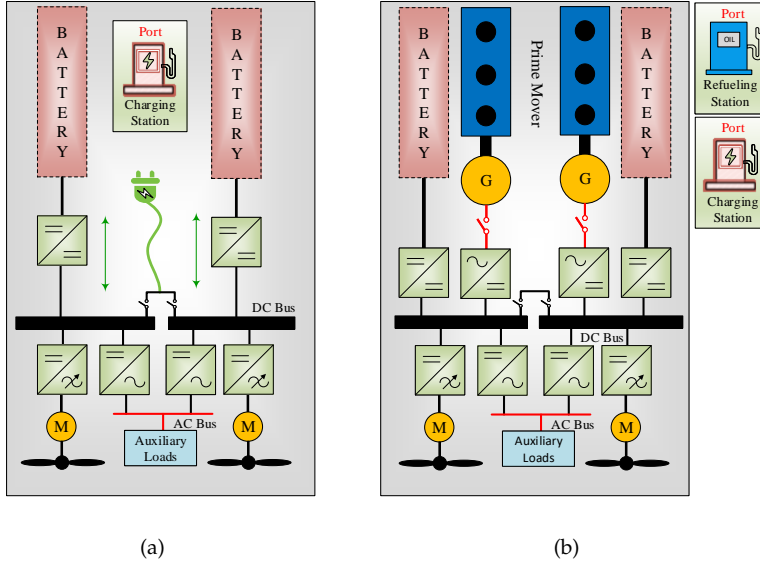 (a)
B
A
T
T
E
R
Y
Port
Charging
Station
B
A
T
T
E
R
Y
DC Bus
M
AC Bus
M
Auxiliary
Loads
(b)
B
A
T
T
E
R
Y
Prime Mover
B
A
T
T
E
R
Y
G
G
DC Bus
M
AC Bus
M
Auxiliary
Loads
Port
OIL
Refueling
Station
Port
Charging
Station